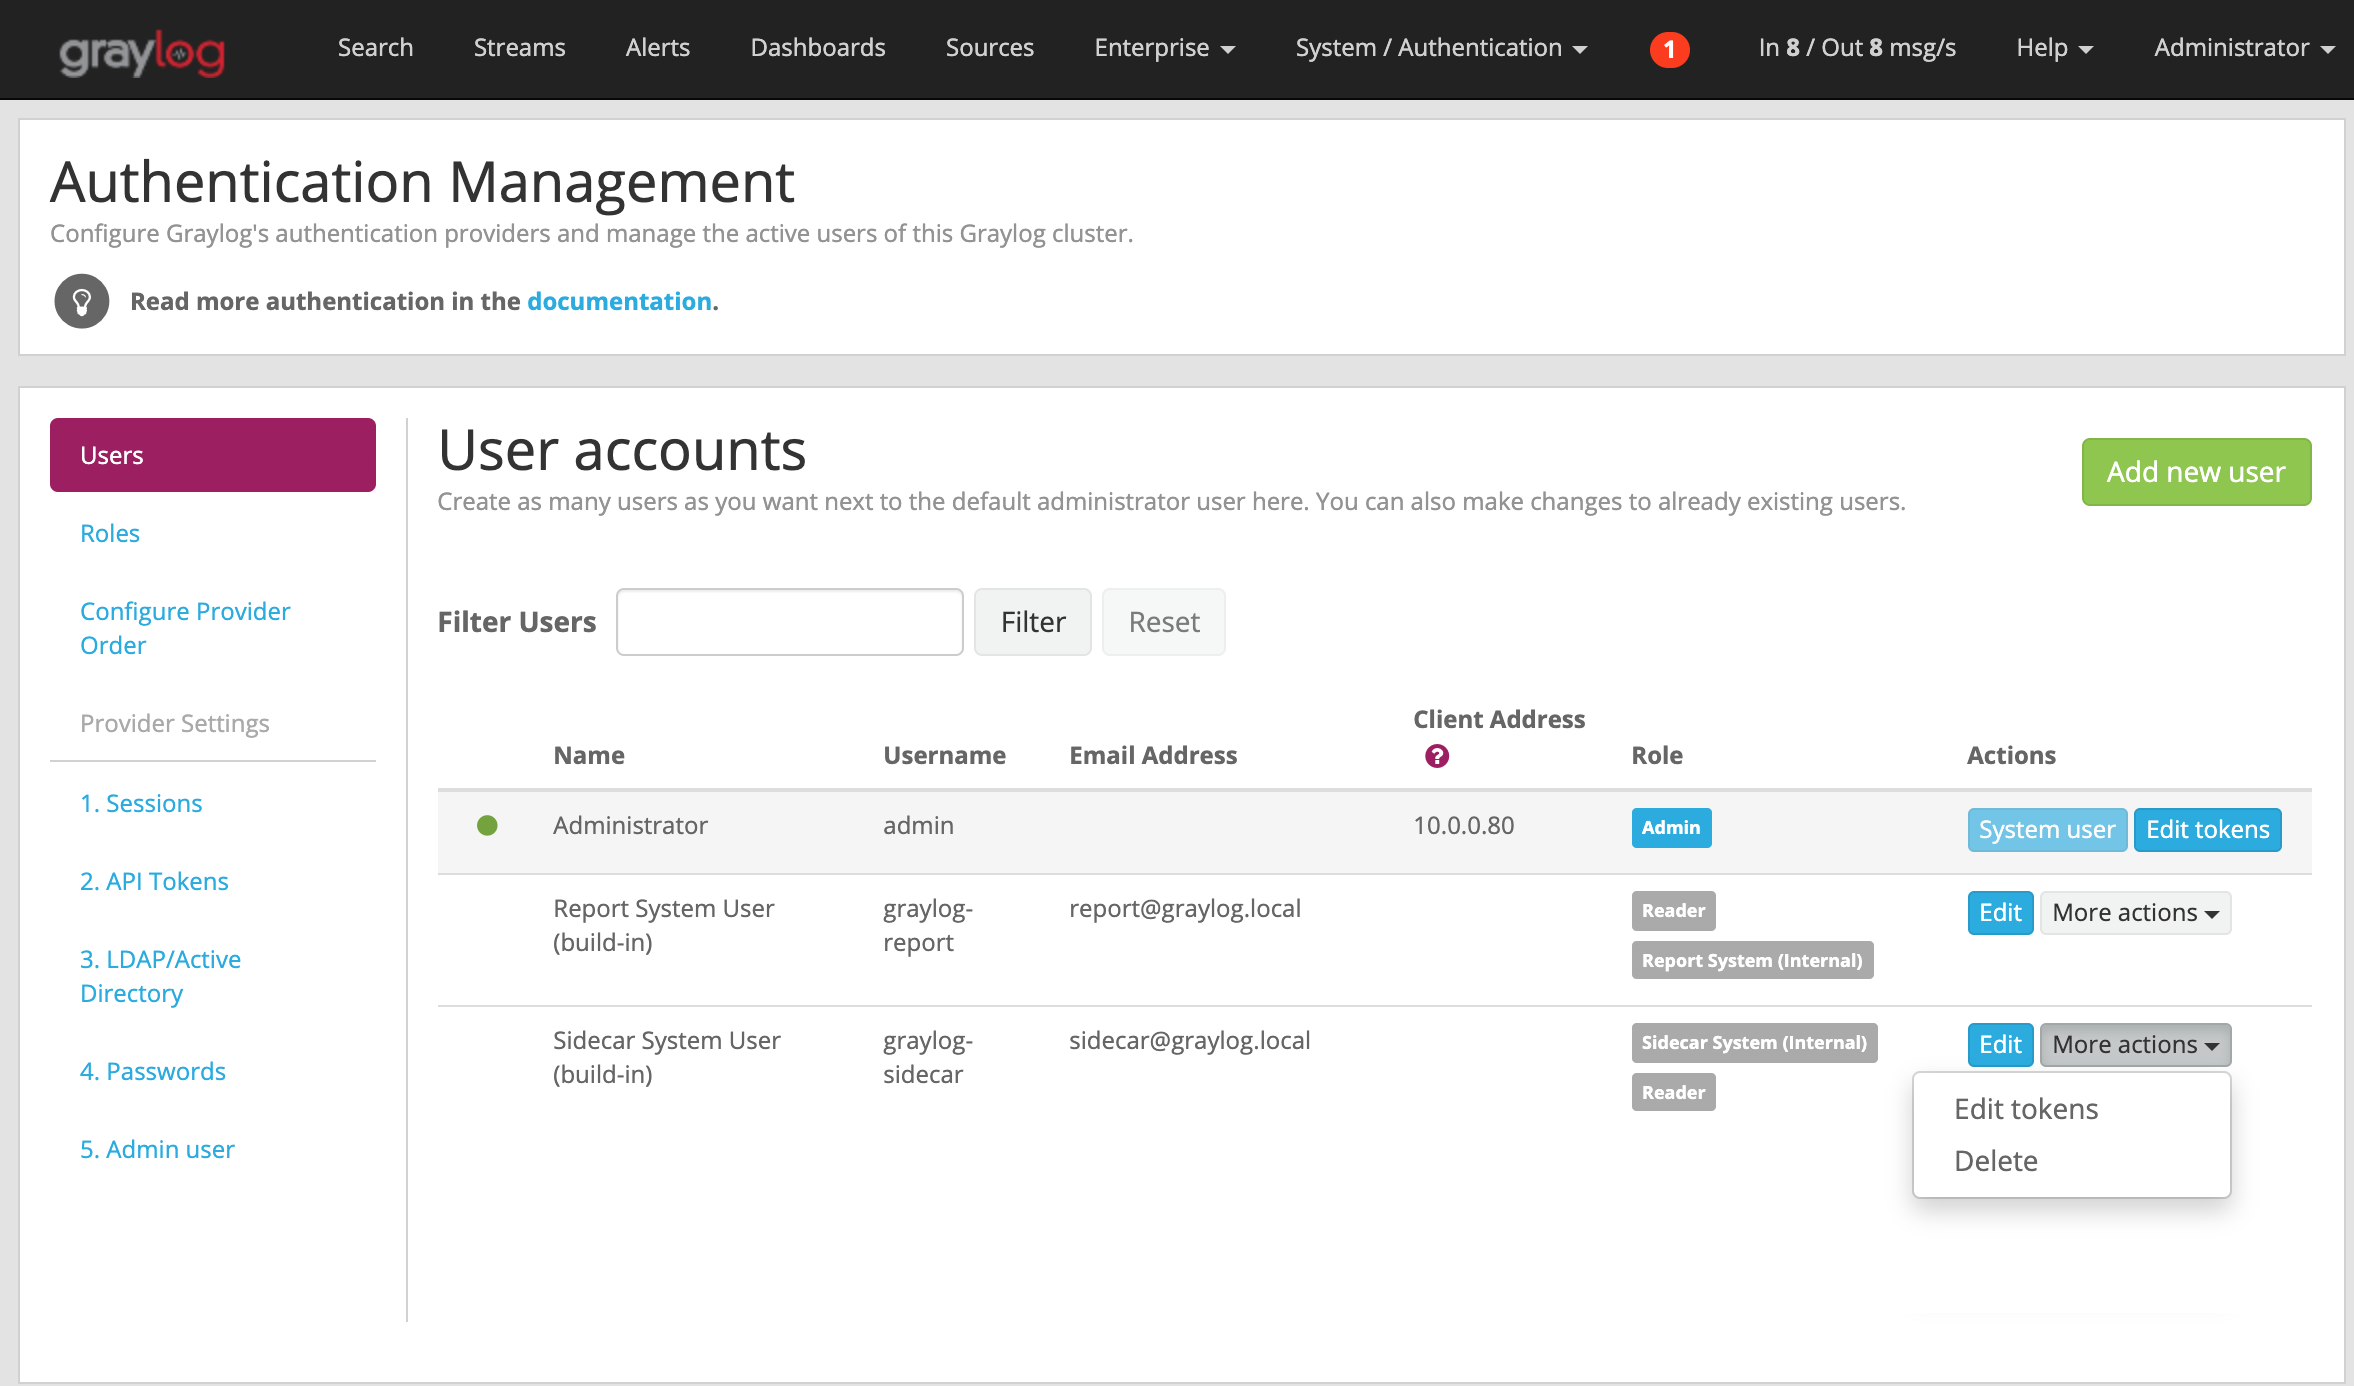 graylog
Search Streams Alerts Dashboards Sources Enterprise System / Authentication 1 In 8 / Out 8 msg/s Help Administrator
Authentication Management
Configure Graylog's authentication providers and manage the active users of this Graylog cluster.
Read more authentication in the documentation.
Users
Roles
Configure Provider
Order
Provider Settings
1. Sessions
2. API Tokens
3. LDAP/Active
Directory
4. Passwords
5. Admin user
User accounts
Create as many users as you want next to the default administrator user here. You can also make changes to already existing users.
Add new user
Filter Users Filter Reset
Name Username Email Address Client Address ? Role Actions
Administrator admin 10.0.0.80 Admin System user Edit tokens
Report System User graylog- report@graylog.local Reader Edit More actions
(build-in) report Report System (Internal)
Sidecar System User graylog- sidecar@graylog.local Sidecar System (Internal) Edit More actions
(build-in) sidecar Reader
Edit tokens
Delete